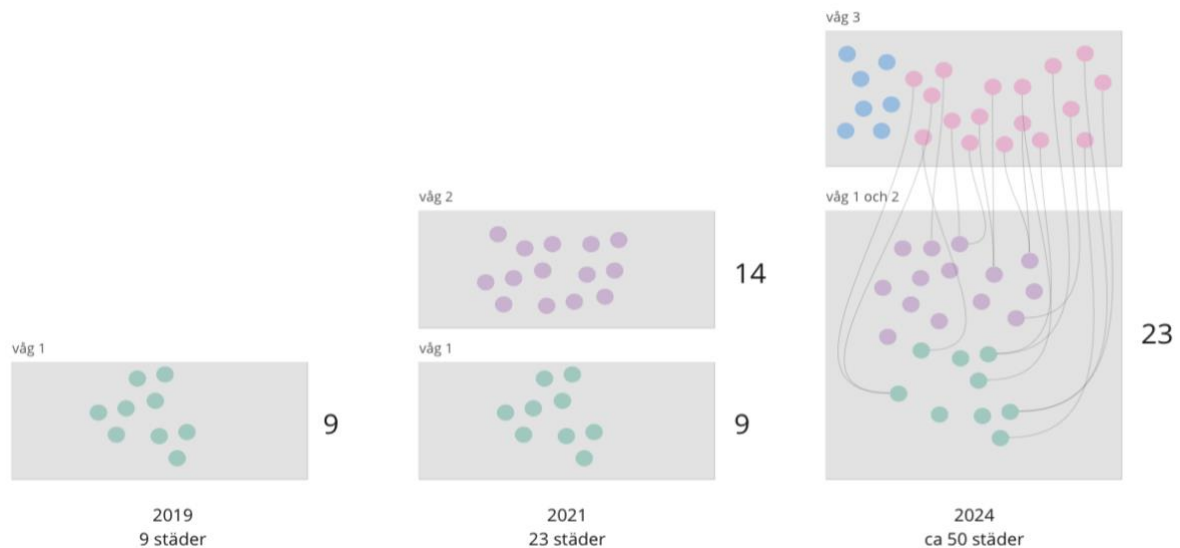 våg 3
våg 2
våg 1 och 2
14
23
våg 1
våg 1
9
9
2019
9 städer
2021
23 städer
2024
ca 50 städer